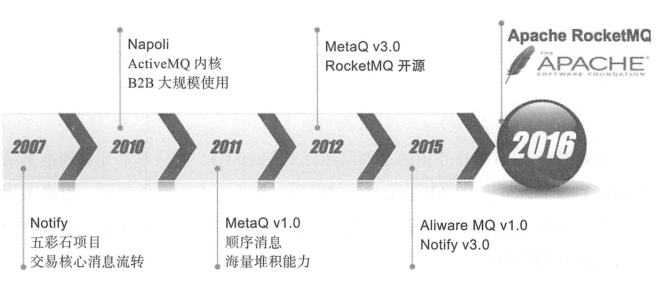 Napoli
ActiveMQ 内核
B2B 大规模使用
MetaQ v3.0
RocketMQ 开源
Apache RocketMQ
THE
APACHE
SOFTWARE FOUNDATION
2007
2010
2011
2012
2015
2016
Notify
五彩石项目
交易核心消息流转
MetaQ v1.0
顺序消息
海量堆积能力
Aliware MQ v1.0
Notify v3.0